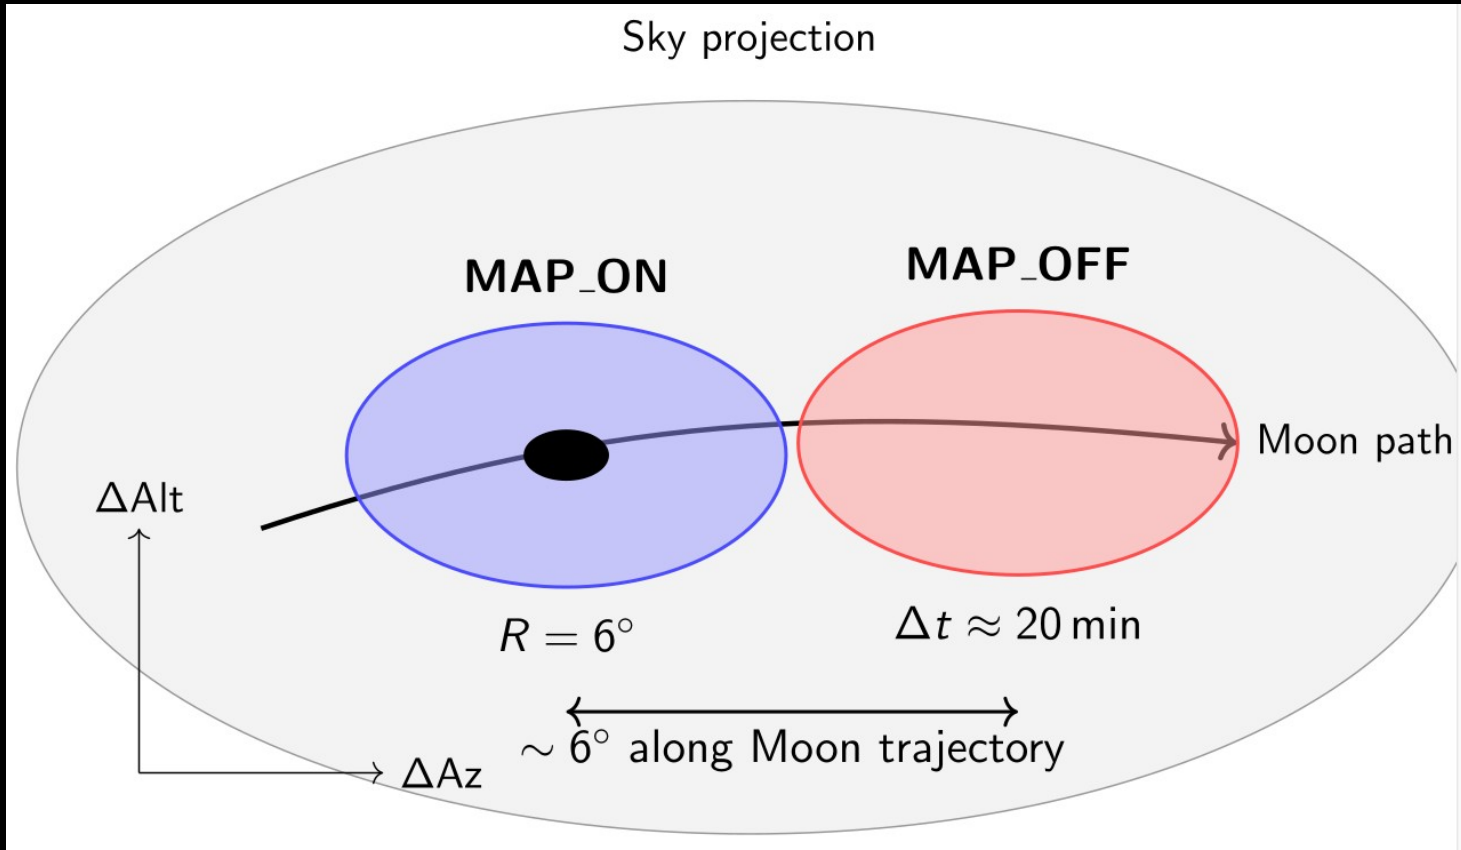 Sky projection
MAP_ON
MAP_OFF
Moon path
ΔAlt
R = 6°
Δt ≈ 20 min
∼ 6° along Moon trajectory
ΔAz